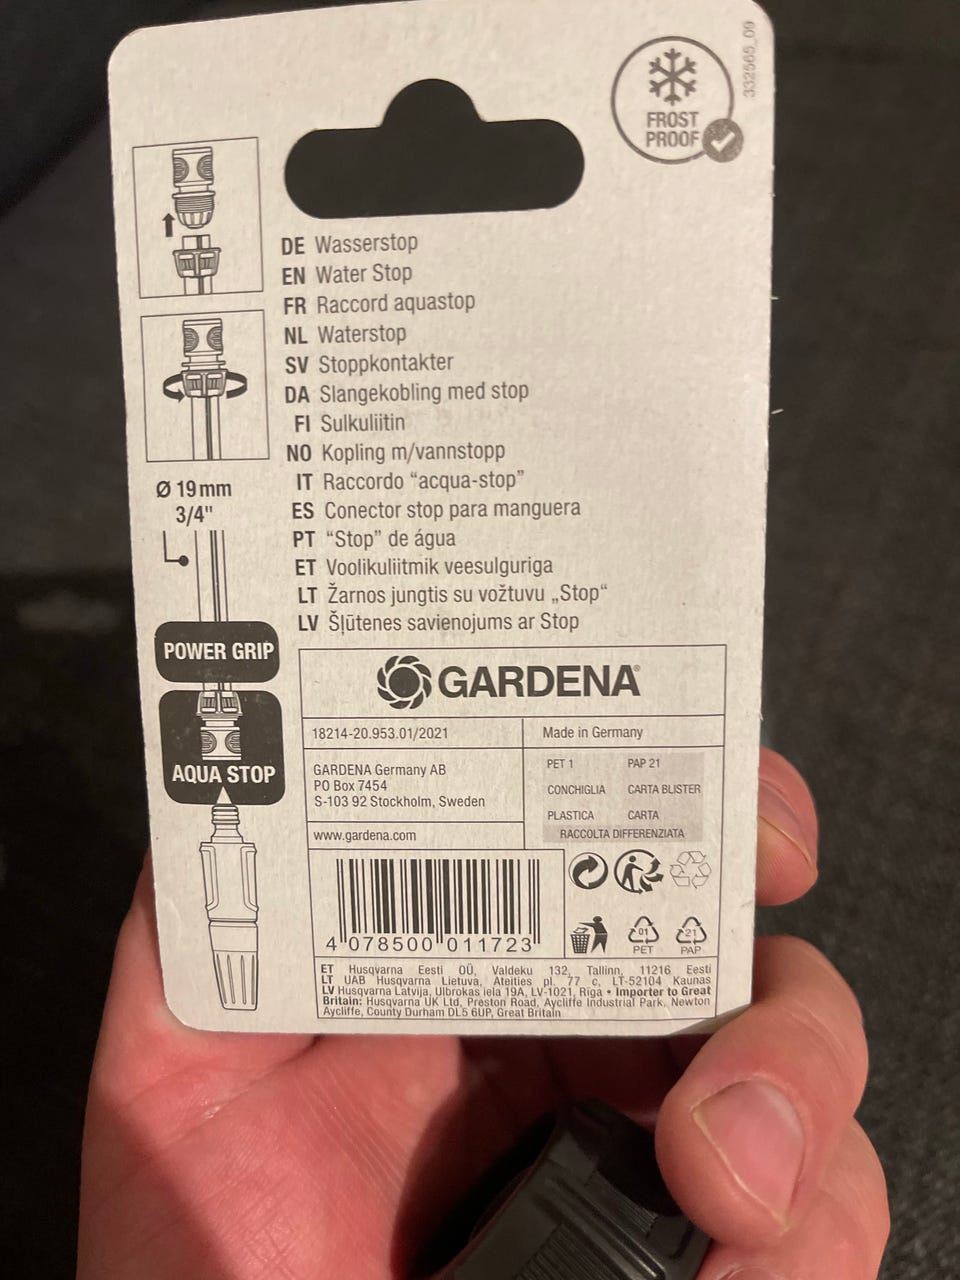 332565_00
FROST
PROOF
DE Wasserstop
EN Water Stop
FR Raccord aquastop
NL Waterstop
SV Stoppkontakter
DA Slangekobling med stop
FI Sulkuliitin
NO Kopling m/vannstopp
IT Raccordo “acqua-stop”
ES Conector stop para manguera
PT “Stop” de água
ET Voolikuliitmik veesulguriga
LT Žarnos jungtis su vožtuvu „Stop“
LV Šļūtenes savienojums ar Stop
Ø 19 mm
3/4"
POWER GRIP
AQUA STOP
GARDENA®
18214-20.953.01/2021
Made in Germany
GARDENA Germany AB
PO Box 7454
S-103 92 Stockholm, Sweden
www.gardena.com
PET 1 PAP 21
CONCHIGLIA CARTA BLISTER
PLASTICA CARTA
RACCOLTA DIFFERENZIATA
4 078500 011723
01
PET
21
PAP
ET Husqvarna Eesti OÜ, Valdeku 132, Tallinn, 11216 Eesti
LT UAB Husqvarna Lietuva, Ateities pl. 77 c, LT-52104 Kaunas
LV Husqvarna Latvija, Ulbrokas iela 19A, LV-1021, Riga • Importer to Great
Britain: Husqvarna UK Ltd, Preston Road, Aycliffe Industrial Park, Newton
Aycliffe, County Durham DL5 6UP, Great Britain